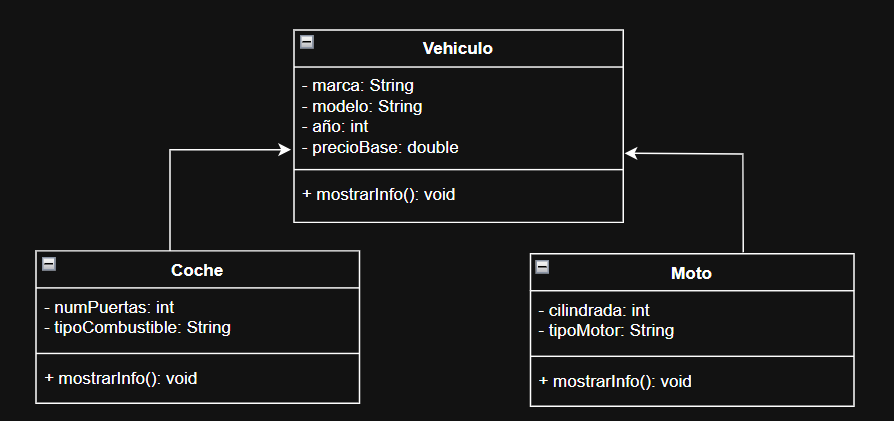 Vehiculo
- marca: String
- modelo: String
- año: int
- precioBase: double
+ mostrarInfo(): void
Coche
- numPuertas: int
- tipoCombustible: String
+ mostrarInfo(): void
Moto
- cilindrada: int
- tipoMotor: String
+ mostrarInfo(): void